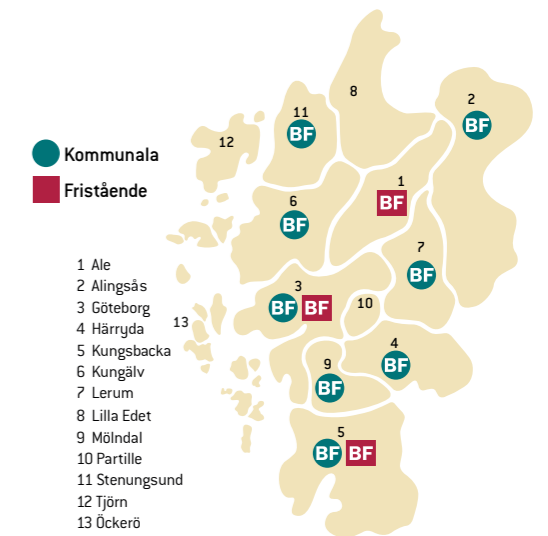 8
2
BF
11
BF
12
Kommunala
Fristående
1
BF
6
BF
7
BF
3
BF BF
10
13
4
BF
9
BF
5
BF BF
1 Ale
2 Alingsås
3 Göteborg
4 Härryda
5 Kungsbacka
6 Kungälv
7 Lerum
8 Lilla Edet
9 Mölndal
10 Partille
11 Stenungsund
12 Tjörn
13 Öckerö